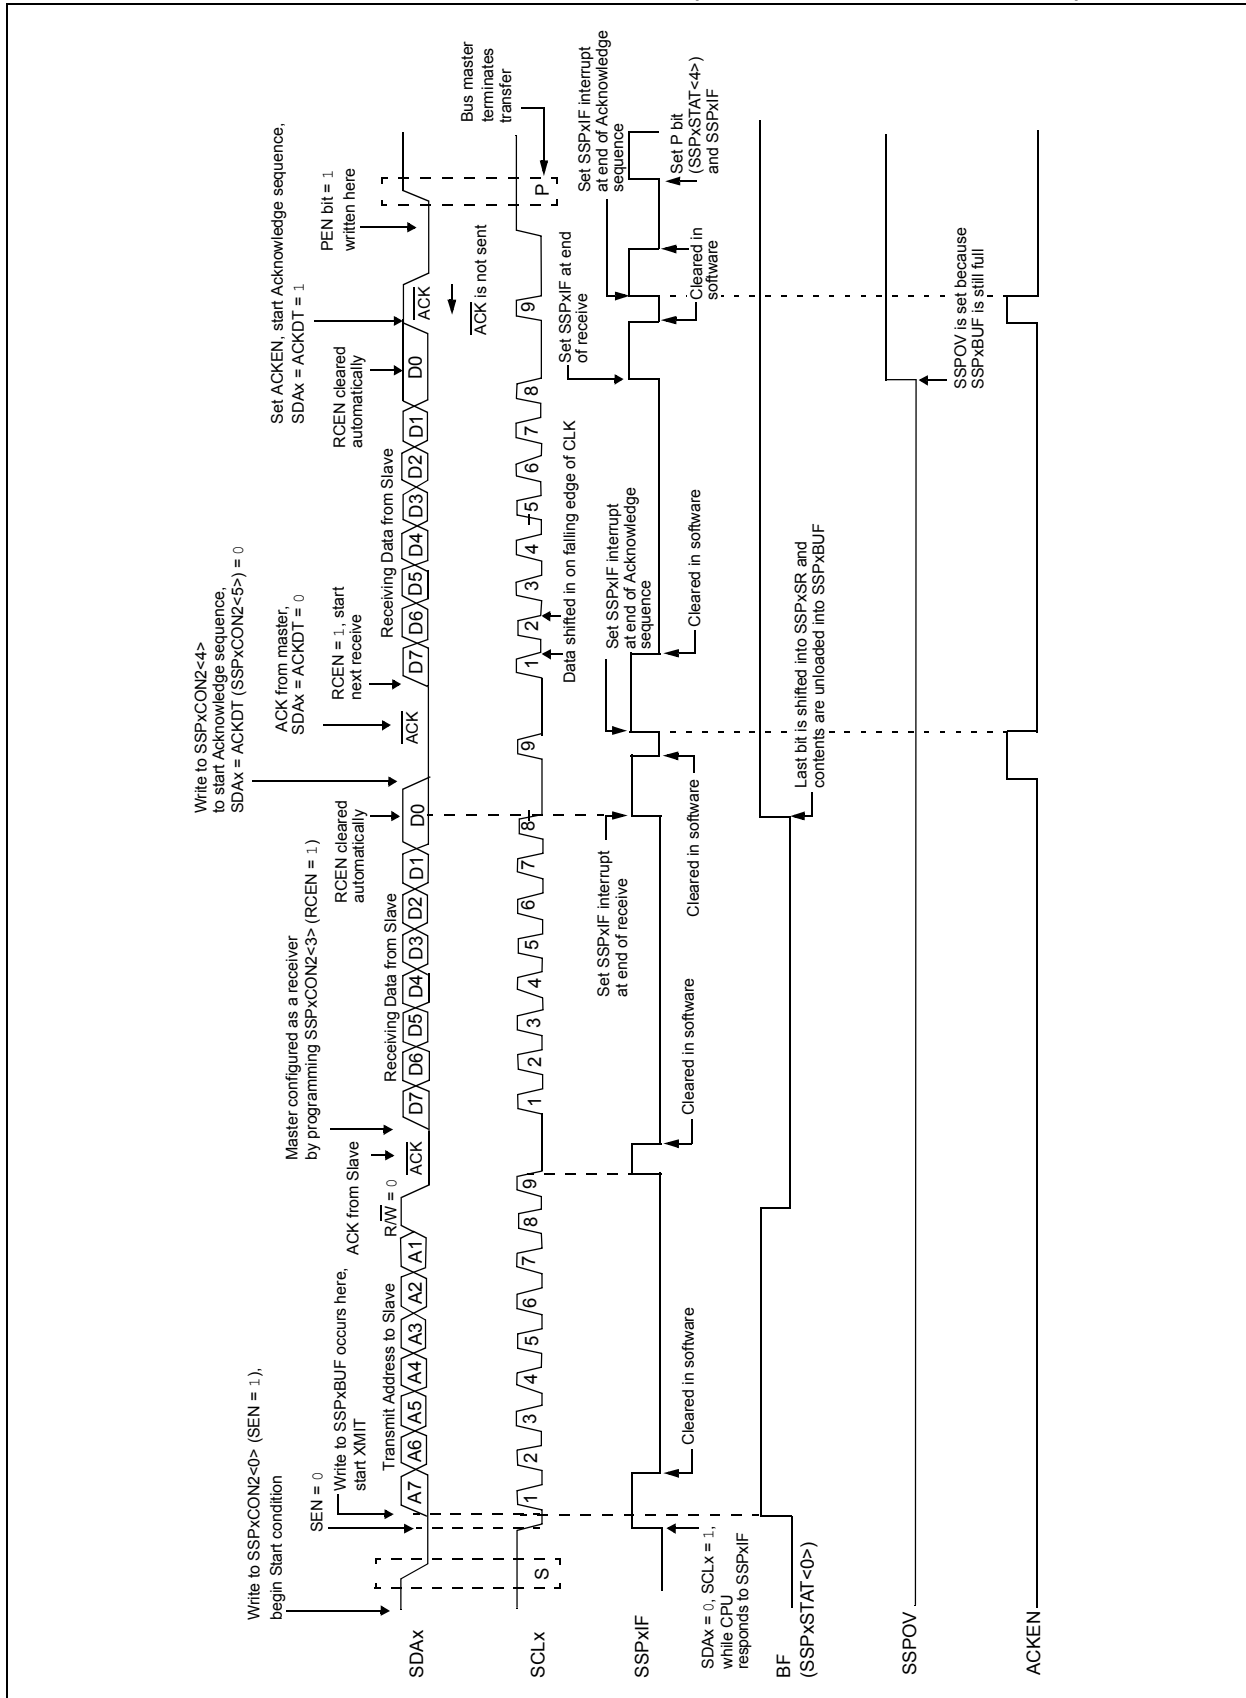 Write to SSPxCON2<0> (SEN = 1),
begin Start condition
SEN = 0
Write to SSPxBUF occurs here,
start XMIT
Transmit Address to Slave
ACK from Slave
R/W = 0
Master configured as a receiver
by programming SSPxCON2<3> (RCEN = 1)
Receiving Data from Slave
RCEN cleared
automatically
Write to SSPxCON2<4>
to start Acknowledge sequence,
SDAx = ACKDT (SSPxCON2<5>) = 0
ACK from master,
SDAx = ACKDT = 0
RCEN = 1, start
next receive
Receiving Data from Slave
RCEN cleared
automatically
Set ACKEN, start Acknowledge sequence,
SDAx = ACKDT = 1
PEN bit = 1
written here
SDAx
A7 A6 A5 A4 A3 A2 A1 ACK D7 D6 D5 D4 D3 D2 D1 D0 ACK D7 D6 D5 D4 D3 D2 D1 D0 ACK
ACK is not sent
Bus master
terminates
transfer
SCLx
S 1 2 3 4 5 6 7 8 9 1 2 3 4 5 6 7 8 9 1 2 3 4 5 6 7 8 9 P
Data shifted in on falling edge of CLK
Set SSPxIF interrupt
at end of receive
Set SSPxIF interrupt
at end of Acknowledge
sequence
Set SSPxIF at end
of receive
Set SSPxIF interrupt
at end of Acknowledge
sequence
SSPxIF
SDAx = 0, SCLx = 1,
while CPU
responds to SSPxIF
Cleared in software
Cleared in software
Cleared in software
Cleared in software
Cleared in
software
Set P bit
(SSPxSTAT<4>)
and SSPxIF
BF
(SSPxSTAT<0>)
Last bit is shifted into SSPxSR and
contents are unloaded into SSPxBUF
SSPOV
SSPOV is set because
SSPxBUF is still full
ACKEN